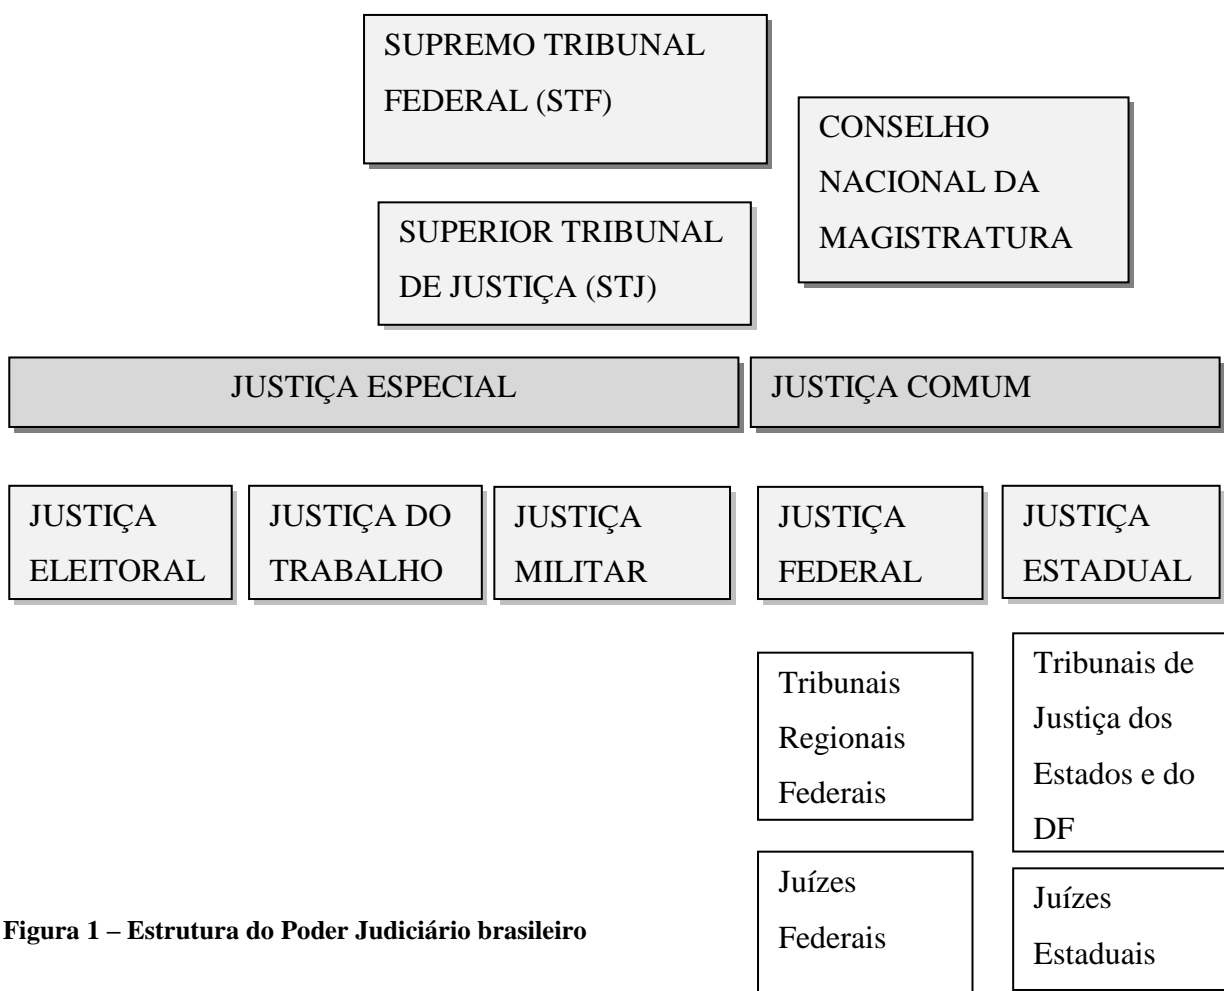 SUPREMO TRIBUNAL
FEDERAL (STF)
CONSELHO
NACIONAL DA
MAGISTRATURA
SUPERIOR TRIBUNAL
DE JUSTIÇA (STJ)
JUSTIÇA ESPECIAL
JUSTIÇA COMUM
JUSTIÇA
ELEITORAL
JUSTIÇA DO
TRABALHO
JUSTIÇA
MILITAR
JUSTIÇA
FEDERAL
JUSTIÇA
ESTADUAL
Tribunais
Regionais
Federais
Tribunais de
Justiça dos
Estados e do
DF
Juízes
Federais
Juízes
Estaduais
Figura 1 – Estrutura do Poder Judiciário brasileiro